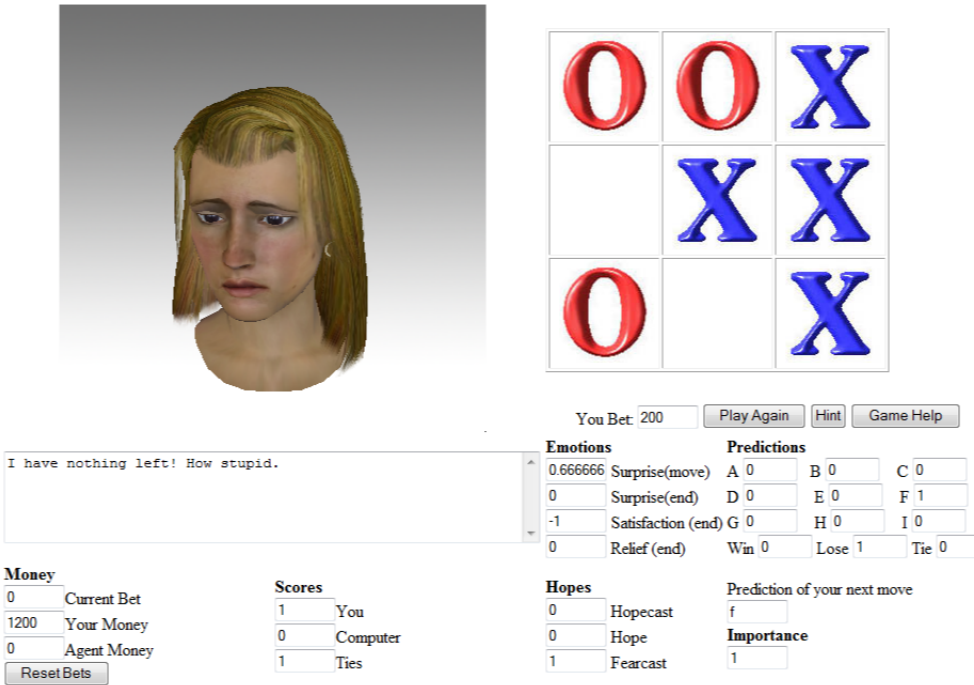 O O X
X X
O X
You Bet: 200 Play Again Hint Game Help
I have nothing left! How stupid.
Emotions Predictions
0.666666 Surprise(move) A 0 B 0 C 0
0 Surprise(end) D 0 E 0 F 1
-1 Satisfaction (end) G 0 H 0 I 0
0 Relief (end) Win 0 Lose 1 Tie 0
Money
0 Current Bet
1200 Your Money
0 Agent Money
Reset Bets
Scores
1 You
0 Computer
1 Ties
Hopes
0 Hopecast
0 Hope
1 Fearcast
Prediction of your next move
f
Importance
1